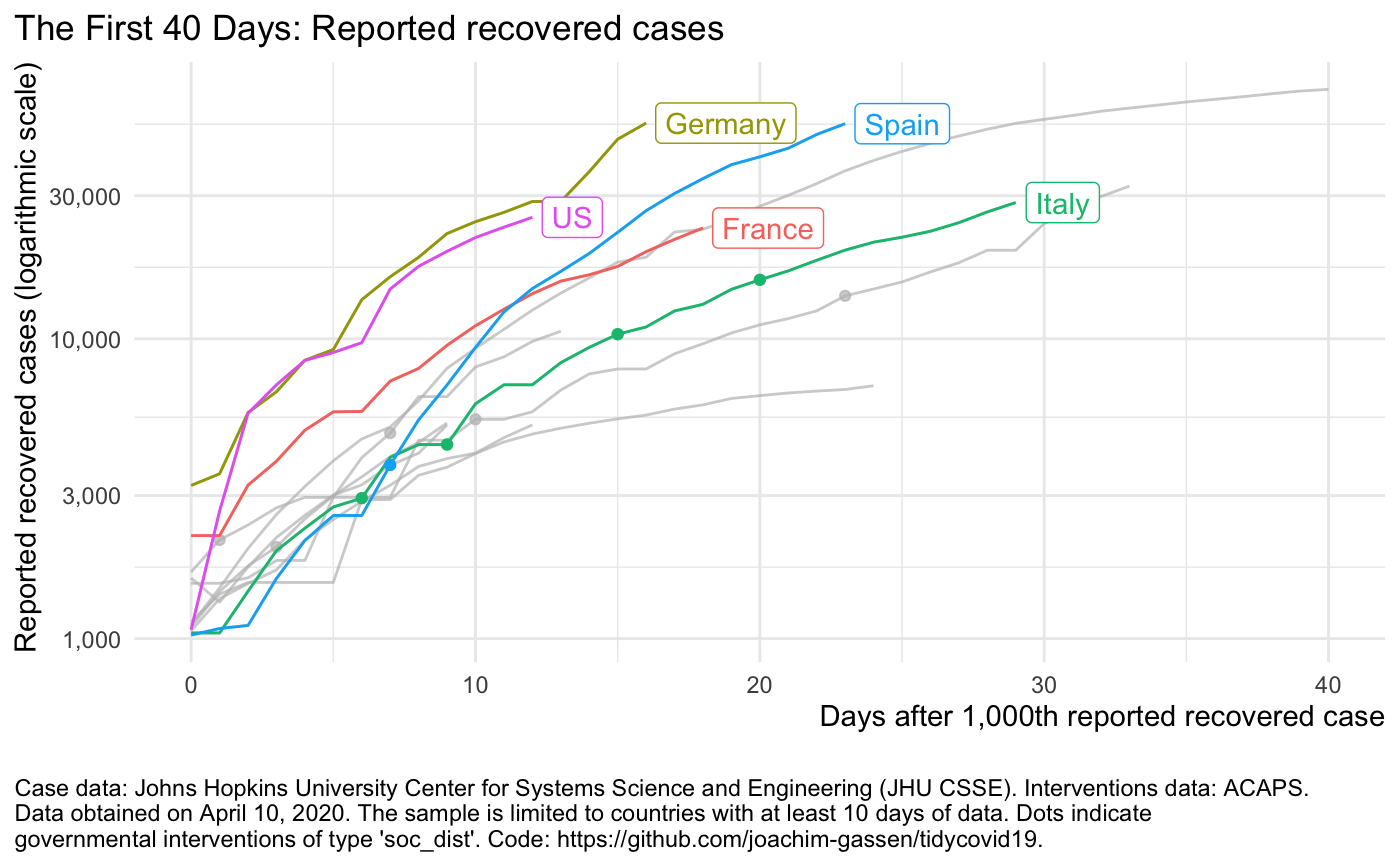 The First 40 Days: Reported recovered cases
Reported recovered cases (logarithmic scale)
30,000
10,000
3,000
1,000
Germany
Spain
US
France
Italy
0
10
20
30
40
Days after 1,000th reported recovered case
Case data: Johns Hopkins University Center for Systems Science and Engineering (JHU CSSE). Interventions data: ACAPS.
Data obtained on April 10, 2020. The sample is limited to countries with at least 10 days of data. Dots indicate
governmental interventions of type 'soc_dist'. Code: https://github.com/joachim-gassen/tidycovid19.